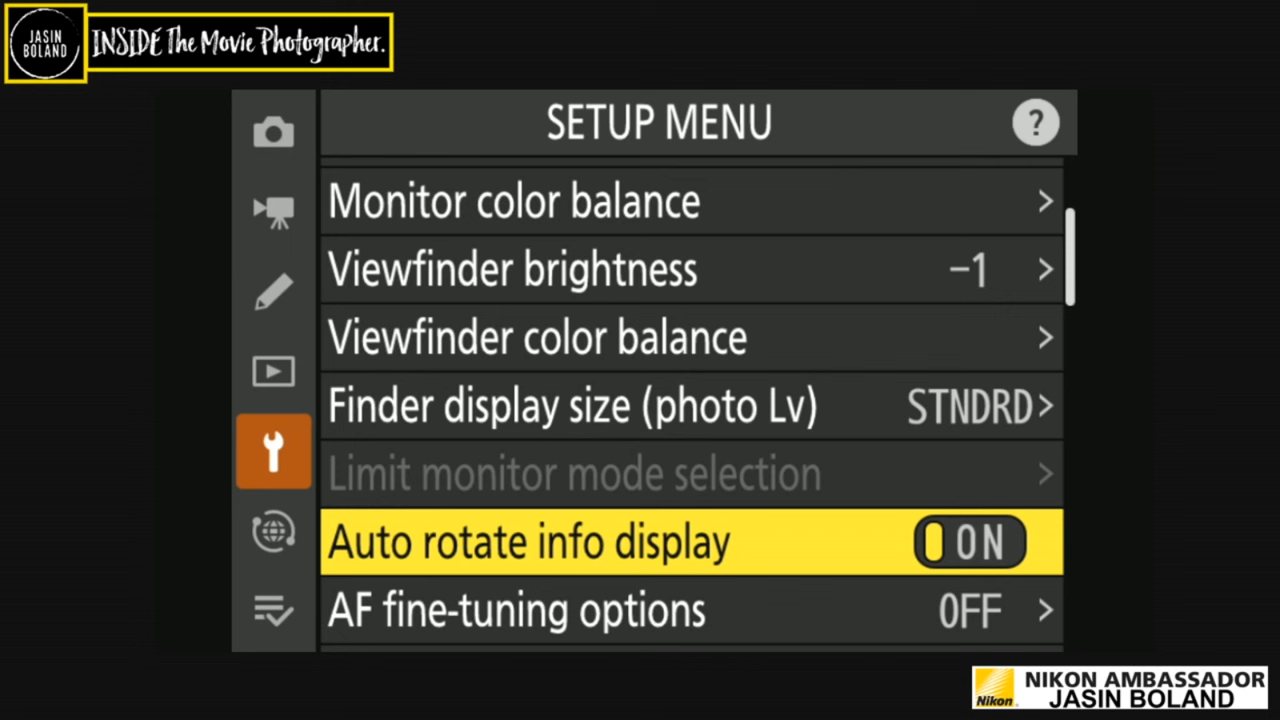 JASIN
BOLAND
INSIDE The Movie Photographer.
SETUP MENU
?
Monitor color balance >
Viewfinder brightness −1 >
Viewfinder color balance >
Finder display size (photo Lv) STNDRD >
Limit monitor mode selection >
Auto rotate info display ON
AF fine-tuning options OFF >
Nikon
NIKON AMBASSADOR
JASIN BOLAND